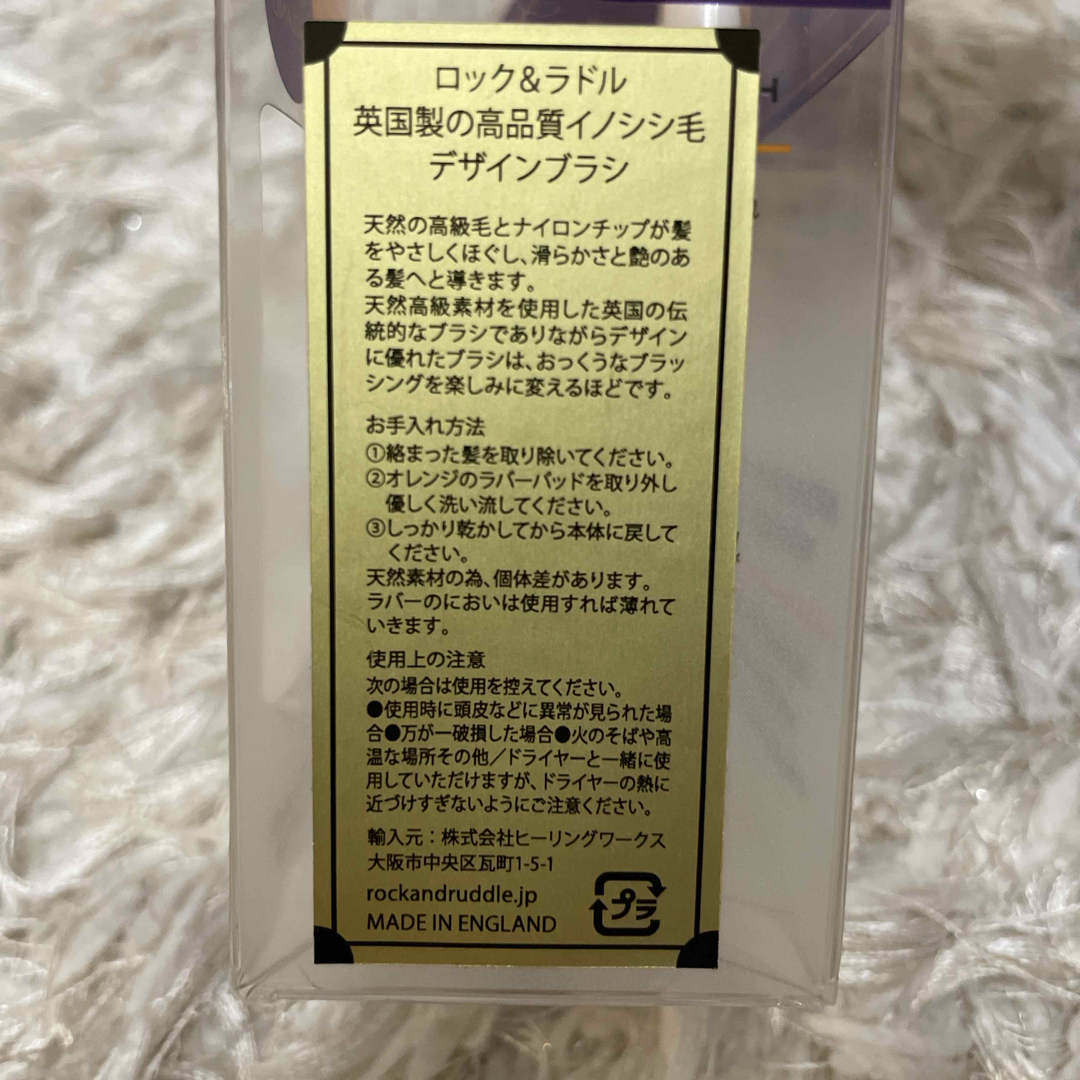 ロック＆ラドル
英国製の高品質イノシシ毛
デザインブラシ
天然の高級毛とナイロンチップが髪
をやさしくほぐし、滑らかさと艶のあ
る髪へと導きます。
天然高級素材を使用した英国の伝
統的なブラシでありながらデザイン
に優れたブラシは、おっくうなブラッ
シングを楽しみに変えるほどです。
お手入れ方法
①絡まった髪を取り除いてください。
②オレンジのラバーパッドを取り外し
優しく洗い流してください。
③しっかり乾かしてから本体に戻して
ください。
天然素材の為、個体差があります。
ラバーのにおいは使用すれば薄れて
いきます。
使用上の注意
次の場合は使用を控えてください。
●使用時に頭皮などに異常が見られた場
合●万が一破損した場合●火のそばや高
温な場所その他／ドライヤーと一緒に使
用していただけますが、ドライヤーの熱に
近づけすぎないようにご注意ください。
輸入元：株式会社ヒーリングワークス
大阪市中央区瓦町1-5-1
rockandruddle.jp
MADE IN ENGLAND
プラ